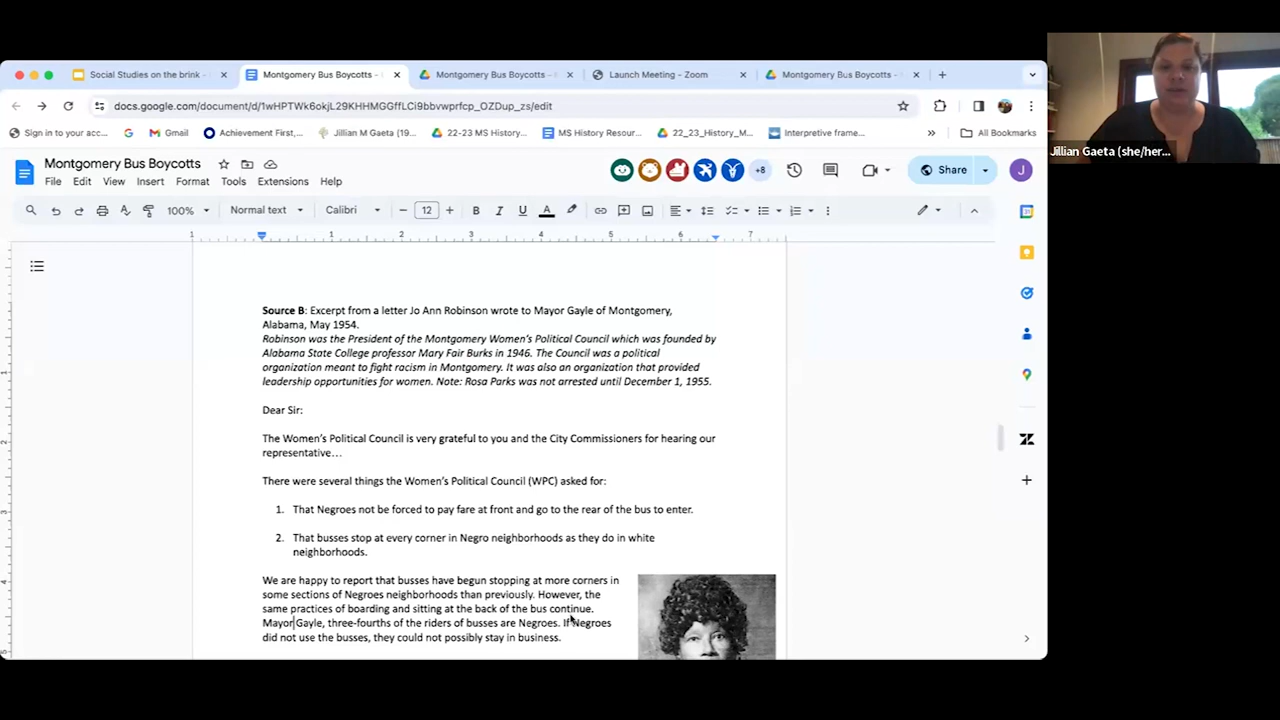 Social Studies on the brink -
Montgomery Bus Boycotts -
Montgomery Bus Boycotts -
Launch Meeting - Zoom
Montgomery Bus Boycotts -
docs.google.com/document/d/1wHPTWk6okjL29KHHMGGffLCi9bbvwprfcp_OZDup_zs/edit
Sign in to your acc...
Gmail
Achievement First,...
Jillian M Gaeta (19...
22-23 MS History...
MS History Resour...
22_23_History_M...
Interpretive frame...
»
All Bookmarks
Jillian Gaeta (she/her...
Montgomery Bus Boycotts
+8
Share
J
File Edit View Insert Format Tools Extensions Help
100%
Normal text
Calibri
12
B I U A
1 1 2 3 4 5 6 7
Source B: Excerpt from a letter Jo Ann Robinson wrote to Mayor Gayle of Montgomery,
Alabama, May 1954.
Robinson was the President of the Montgomery Women's Political Council which was founded by
Alabama State College professor Mary Fair Burks in 1946. The Council was a political
organization meant to fight racism in Montgomery. It was also an organization that provided
leadership opportunities for women. Note: Rosa Parks was not arrested until December 1, 1955.
Dear Sir:
The Women's Political Council is very grateful to you and the City Commissioners for hearing our
representative...
There were several things the Women's Political Council (WPC) asked for:
1. That Negroes not be forced to pay fare at front and go to the rear of the bus to enter.
2. That busses stop at every corner in Negro neighborhoods as they do in white
neighborhoods.
We are happy to report that busses have begun stopping at more corners in
some sections of Negroes neighborhoods than previously. However, the
same practices of boarding and sitting at the back of the bus continue.
Mayor Gayle, three-fourths of the riders of busses are Negroes. If Negroes
did not use the busses, they could not possibly stay in business.